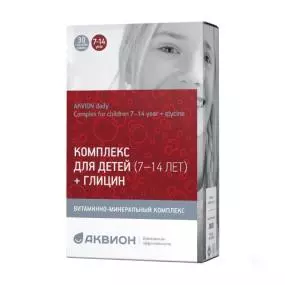 30
7-14
AKVION daily
Complex for children 7-14 year + glycine
КОМПЛЕКС
ДЛЯ ДЕТЕЙ (7-14 ЛЕТ)
+ ГЛИЦИН
ВИТАМИННО-МИНЕРАЛЬНЫЙ КОМПЛЕКС
АКВИОН